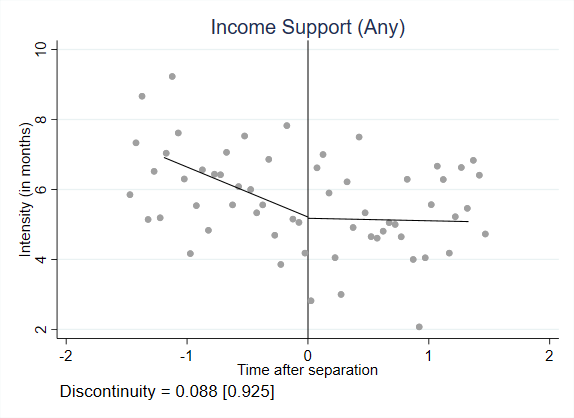 Income Support (Any)
Intensity (in months)
10
8
6
4
2
-2
-1
0
1
2
Time after separation
Discontinuity = 0.088 [0.925]